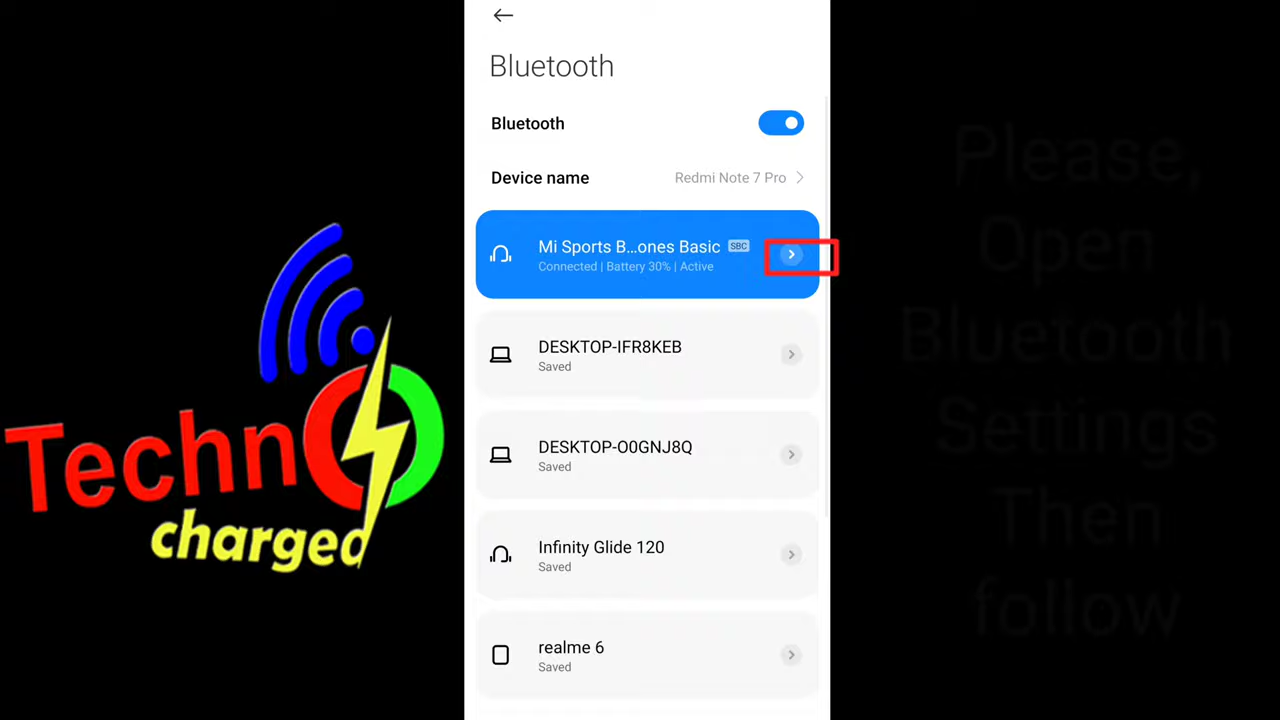 Bluetooth
Bluetooth
Device name
Redmi Note 7 Pro
Mi Sports B...ones Basic SBC
Connected | Battery 30% | Active
DESKTOP-IFR8KEB
Saved
DESKTOP-O0GNJ8Q
Saved
Infinity Glide 120
Saved
realme 6
Saved
TechnO
charged
Please,
Open
Bluetooth
Settings
Then
follow